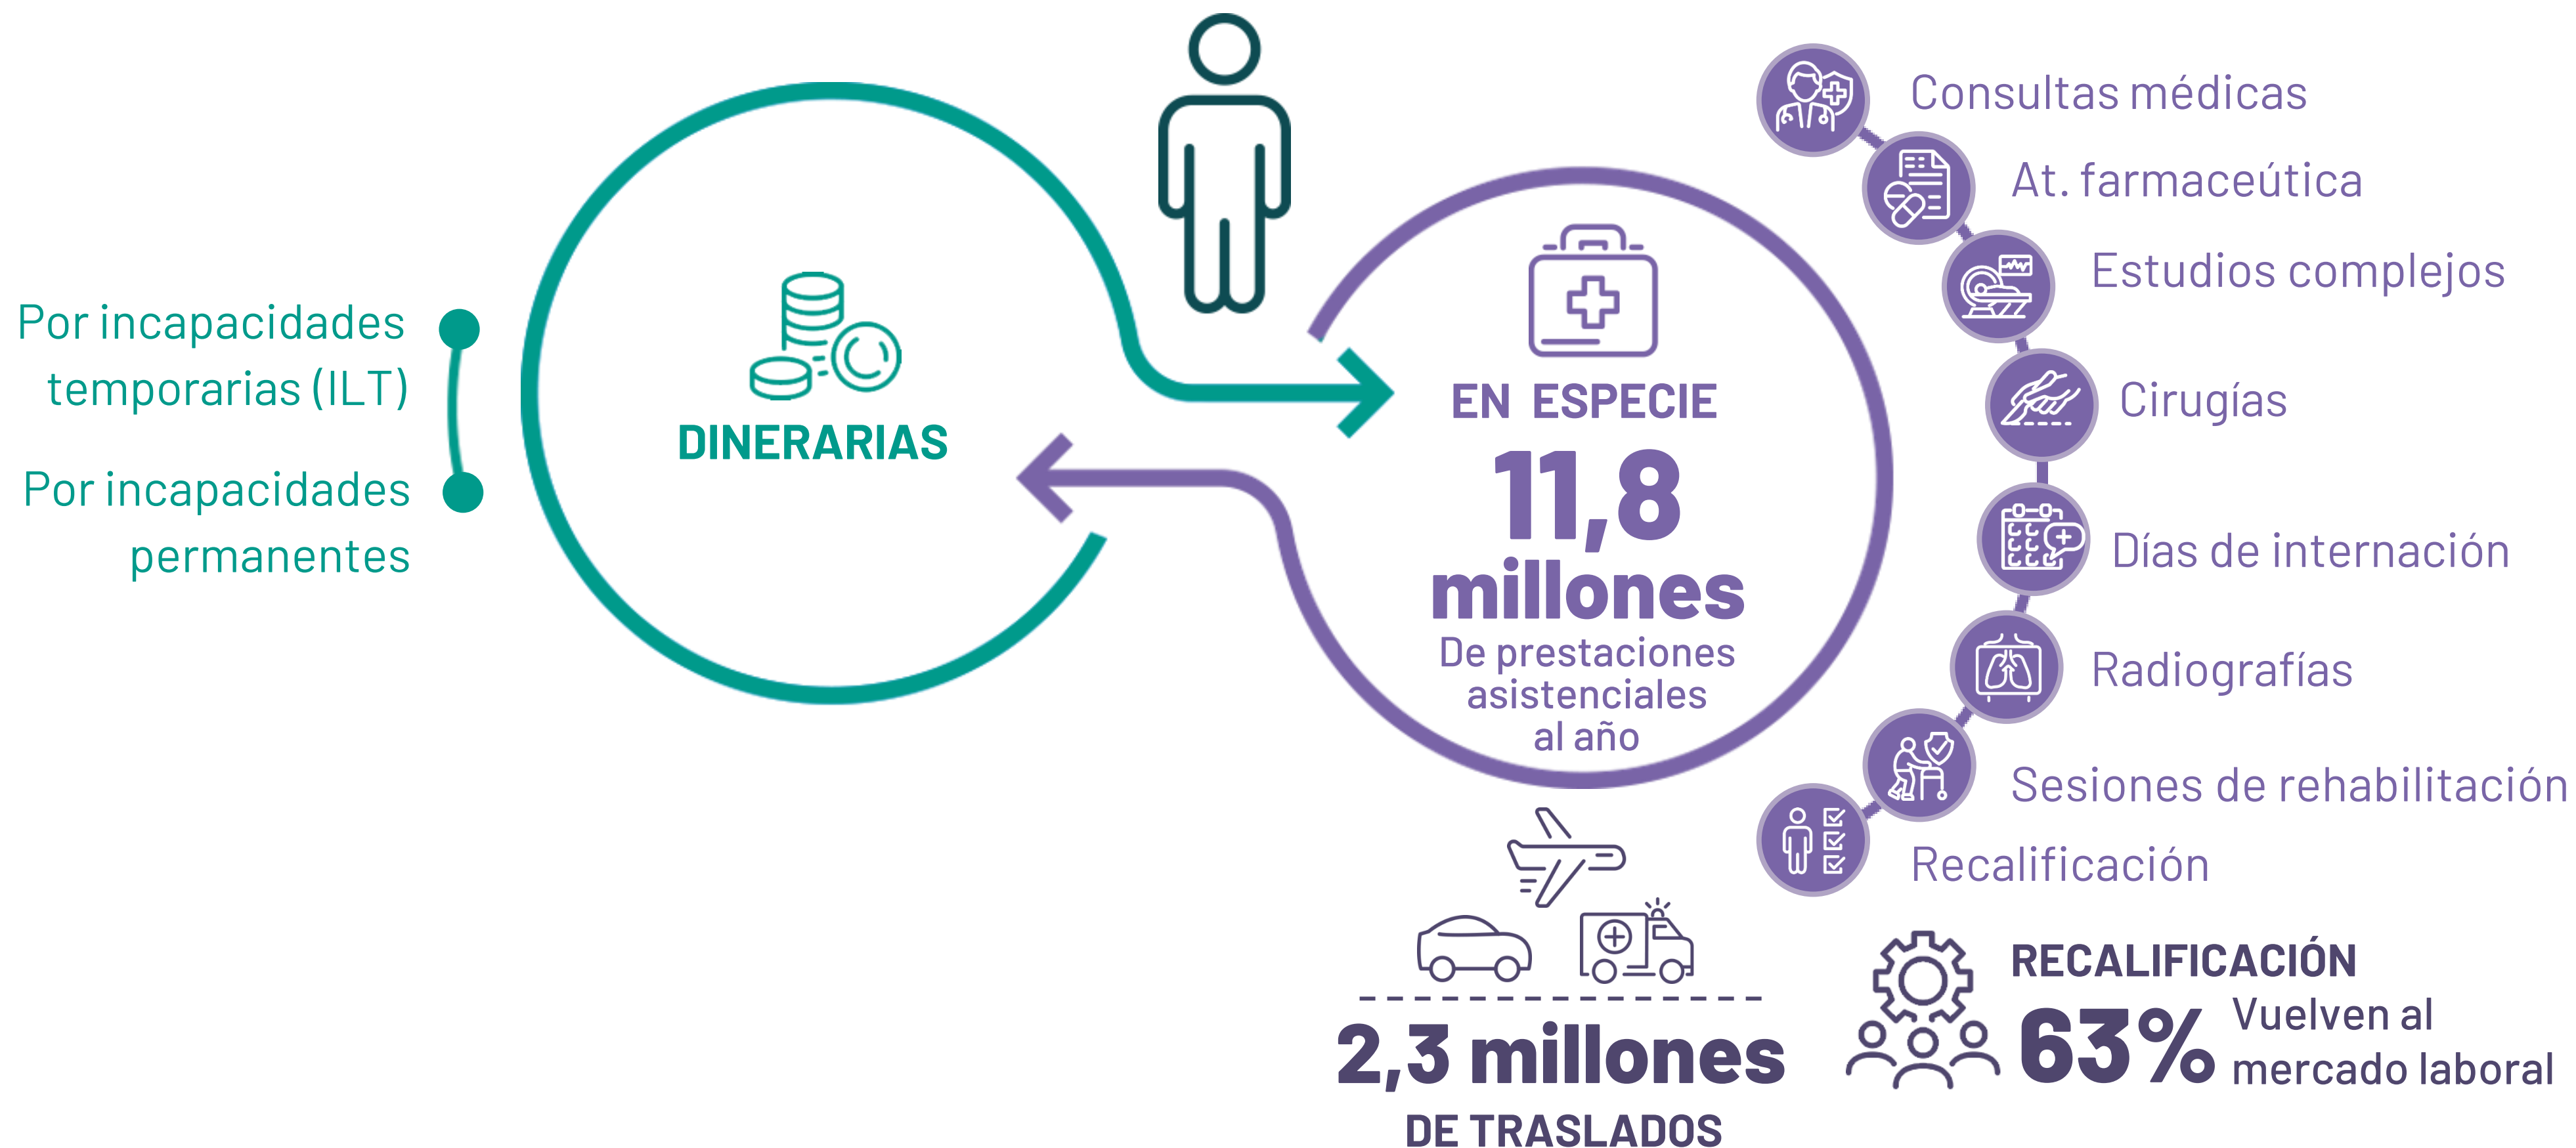 Por incapacidades
temporarias (ILT)
Por incapacidades
permanentes
DINERARIAS
EN ESPECIE
11,8
millones
De prestaciones
asistenciales
al año
Consultas médicas
At. farmaceútica
Estudios complejos
Cirugías
Días de internación
Radiografías
Sesiones de rehabilitación
Recalificación
2,3 millones
DE TRASLADOS
RECALIFICACIÓN
63%
Vuelven al
mercado laboral